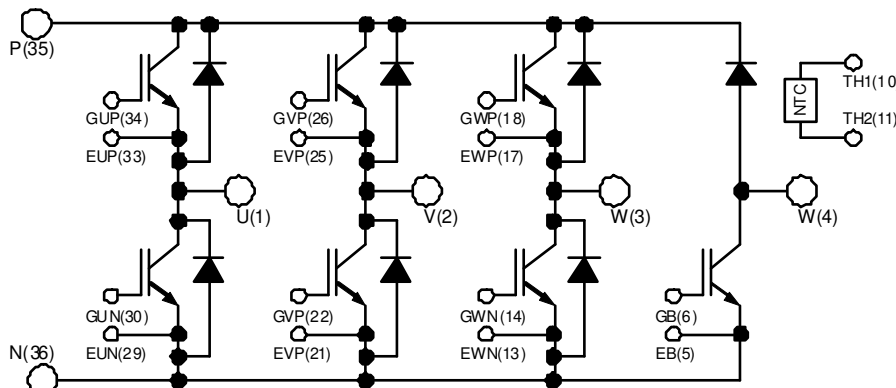 P(35)
GUP(34)
EUP(33)
GVP(26)
EVP(25)
GWP(18)
EWP(17)
NTC
TH1(10)
TH2(11)
U(1)
V(2)
W(3)
W(4)
GUN(30)
EUN(29)
GVP(22)
EVP(21)
GWN(14)
EWN(13)
GB(6)
EB(5)
N(36)